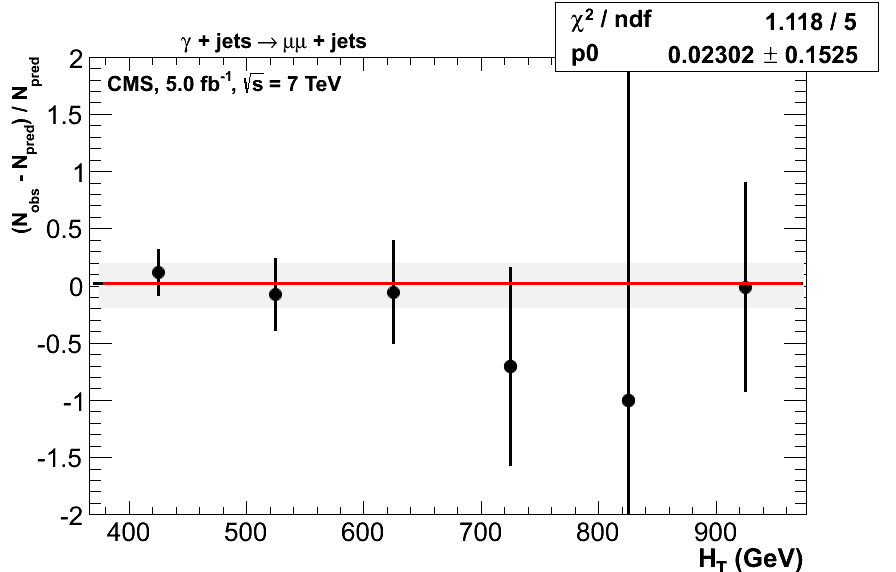 γ + jets → μμ + jets
χ² / ndf 1.118 / 5
p0 0.02302 ± 0.1525
CMS, 5.0 fb⁻¹, √s = 7 TeV
(N_obs - N_pred) / N_pred
2
1.5
1
0.5
0
-0.5
-1
-1.5
-2
400 500 600 700 800 900
H_T (GeV)